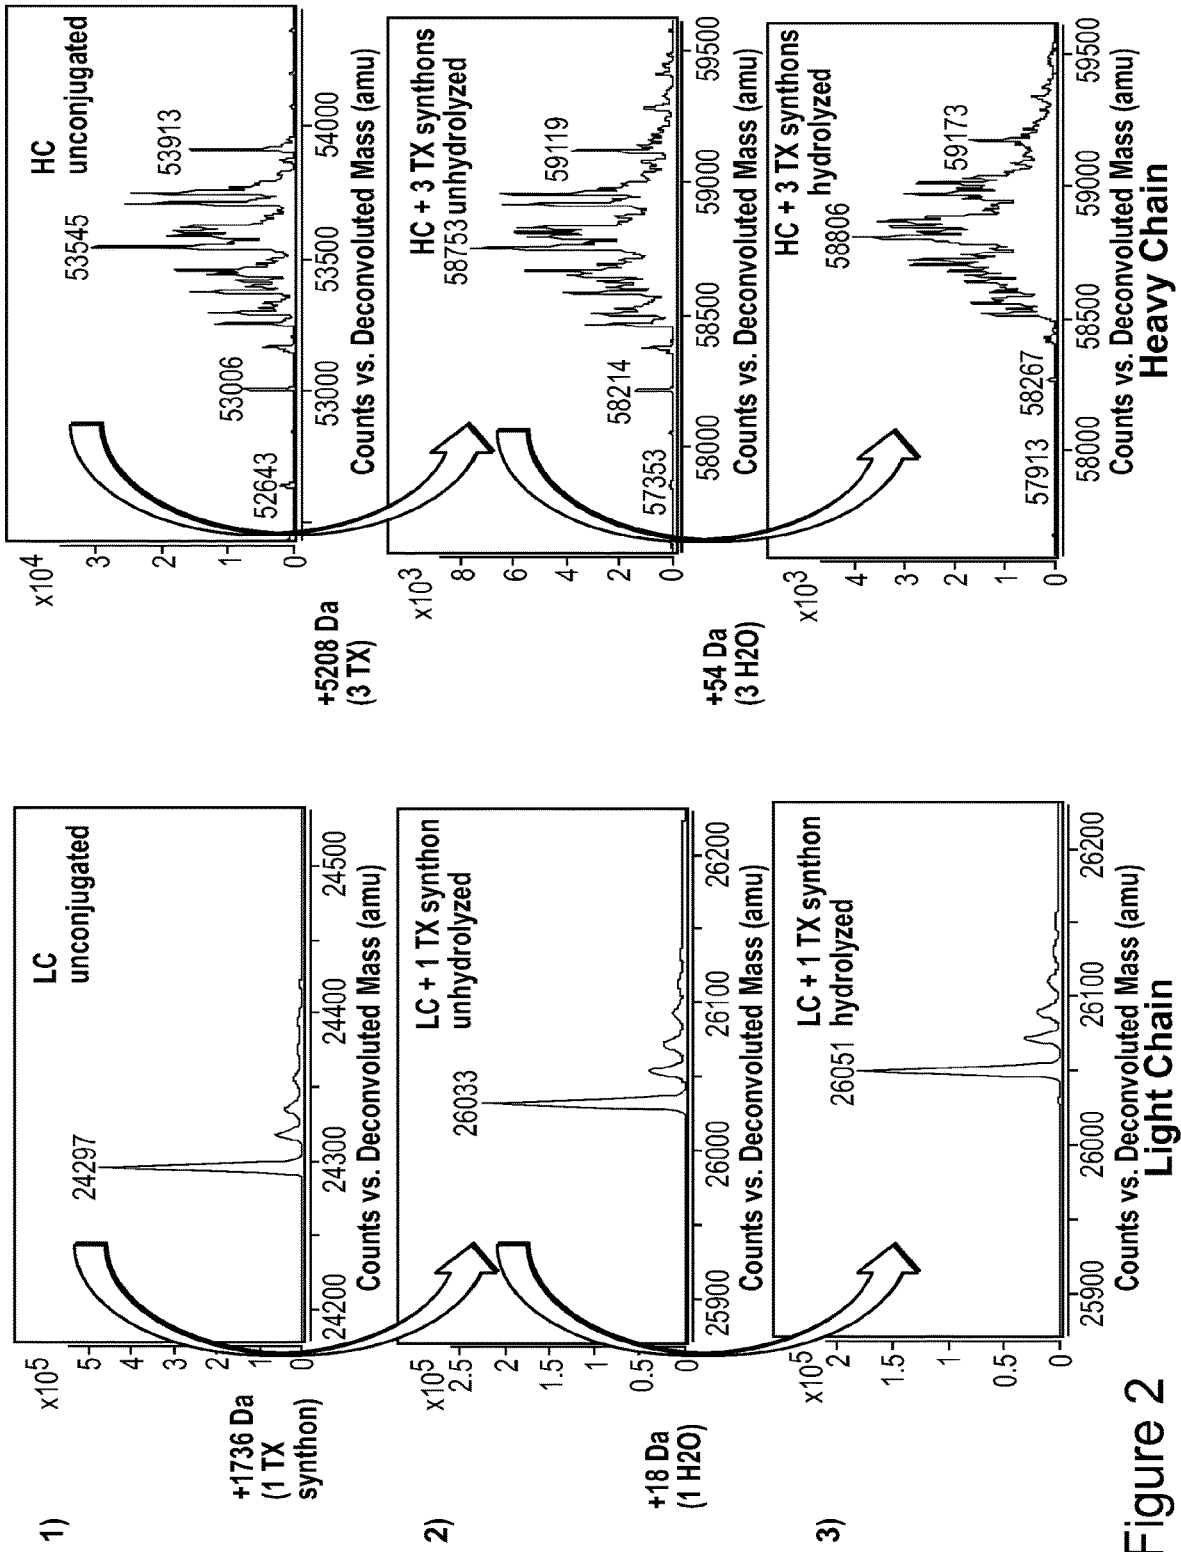 1)
+1736 Da
(1 TX
synthon)
x10⁵
5
4
3
2
1
0
LC
unconjugated
24297
24200
24300
24400
24500
Counts vs. Deconvoluted Mass (amu)
+5208 Da
(3 TX)
x10⁴
3
2
1
0
HC
unconjugated
52643
53006
53545
53913
53000
53500
54000
Counts vs. Deconvoluted Mass (amu)
2)
+18 Da
(1 H2O)
x10⁵
2.5
2
1.5
1
0.5
0
LC + 1 TX synthon
unhydrolyzed
26033
25900
26000
26100
26200
Counts vs. Deconvoluted Mass (amu)
+54 Da
(3 H2O)
x10³
8
6
4
2
0
HC + 3 TX synthons
58753 unhydrolyzed
57353
58214
59119
58000
58500
59000
59500
Counts vs. Deconvoluted Mass (amu)
3)
x10⁵
2
1.5
1
0.5
0
LC + 1 TX synthon
26051 hydrolyzed
25900
26000
26100
26200
Counts vs. Deconvoluted Mass (amu)
Light Chain
x10³
4
3
2
1
0
HC + 3 TX synthons
hydrolyzed
57913
58267
58806
59173
58000
58500
59000
59500
Counts vs. Deconvoluted Mass (amu)
Heavy Chain
Figure 2